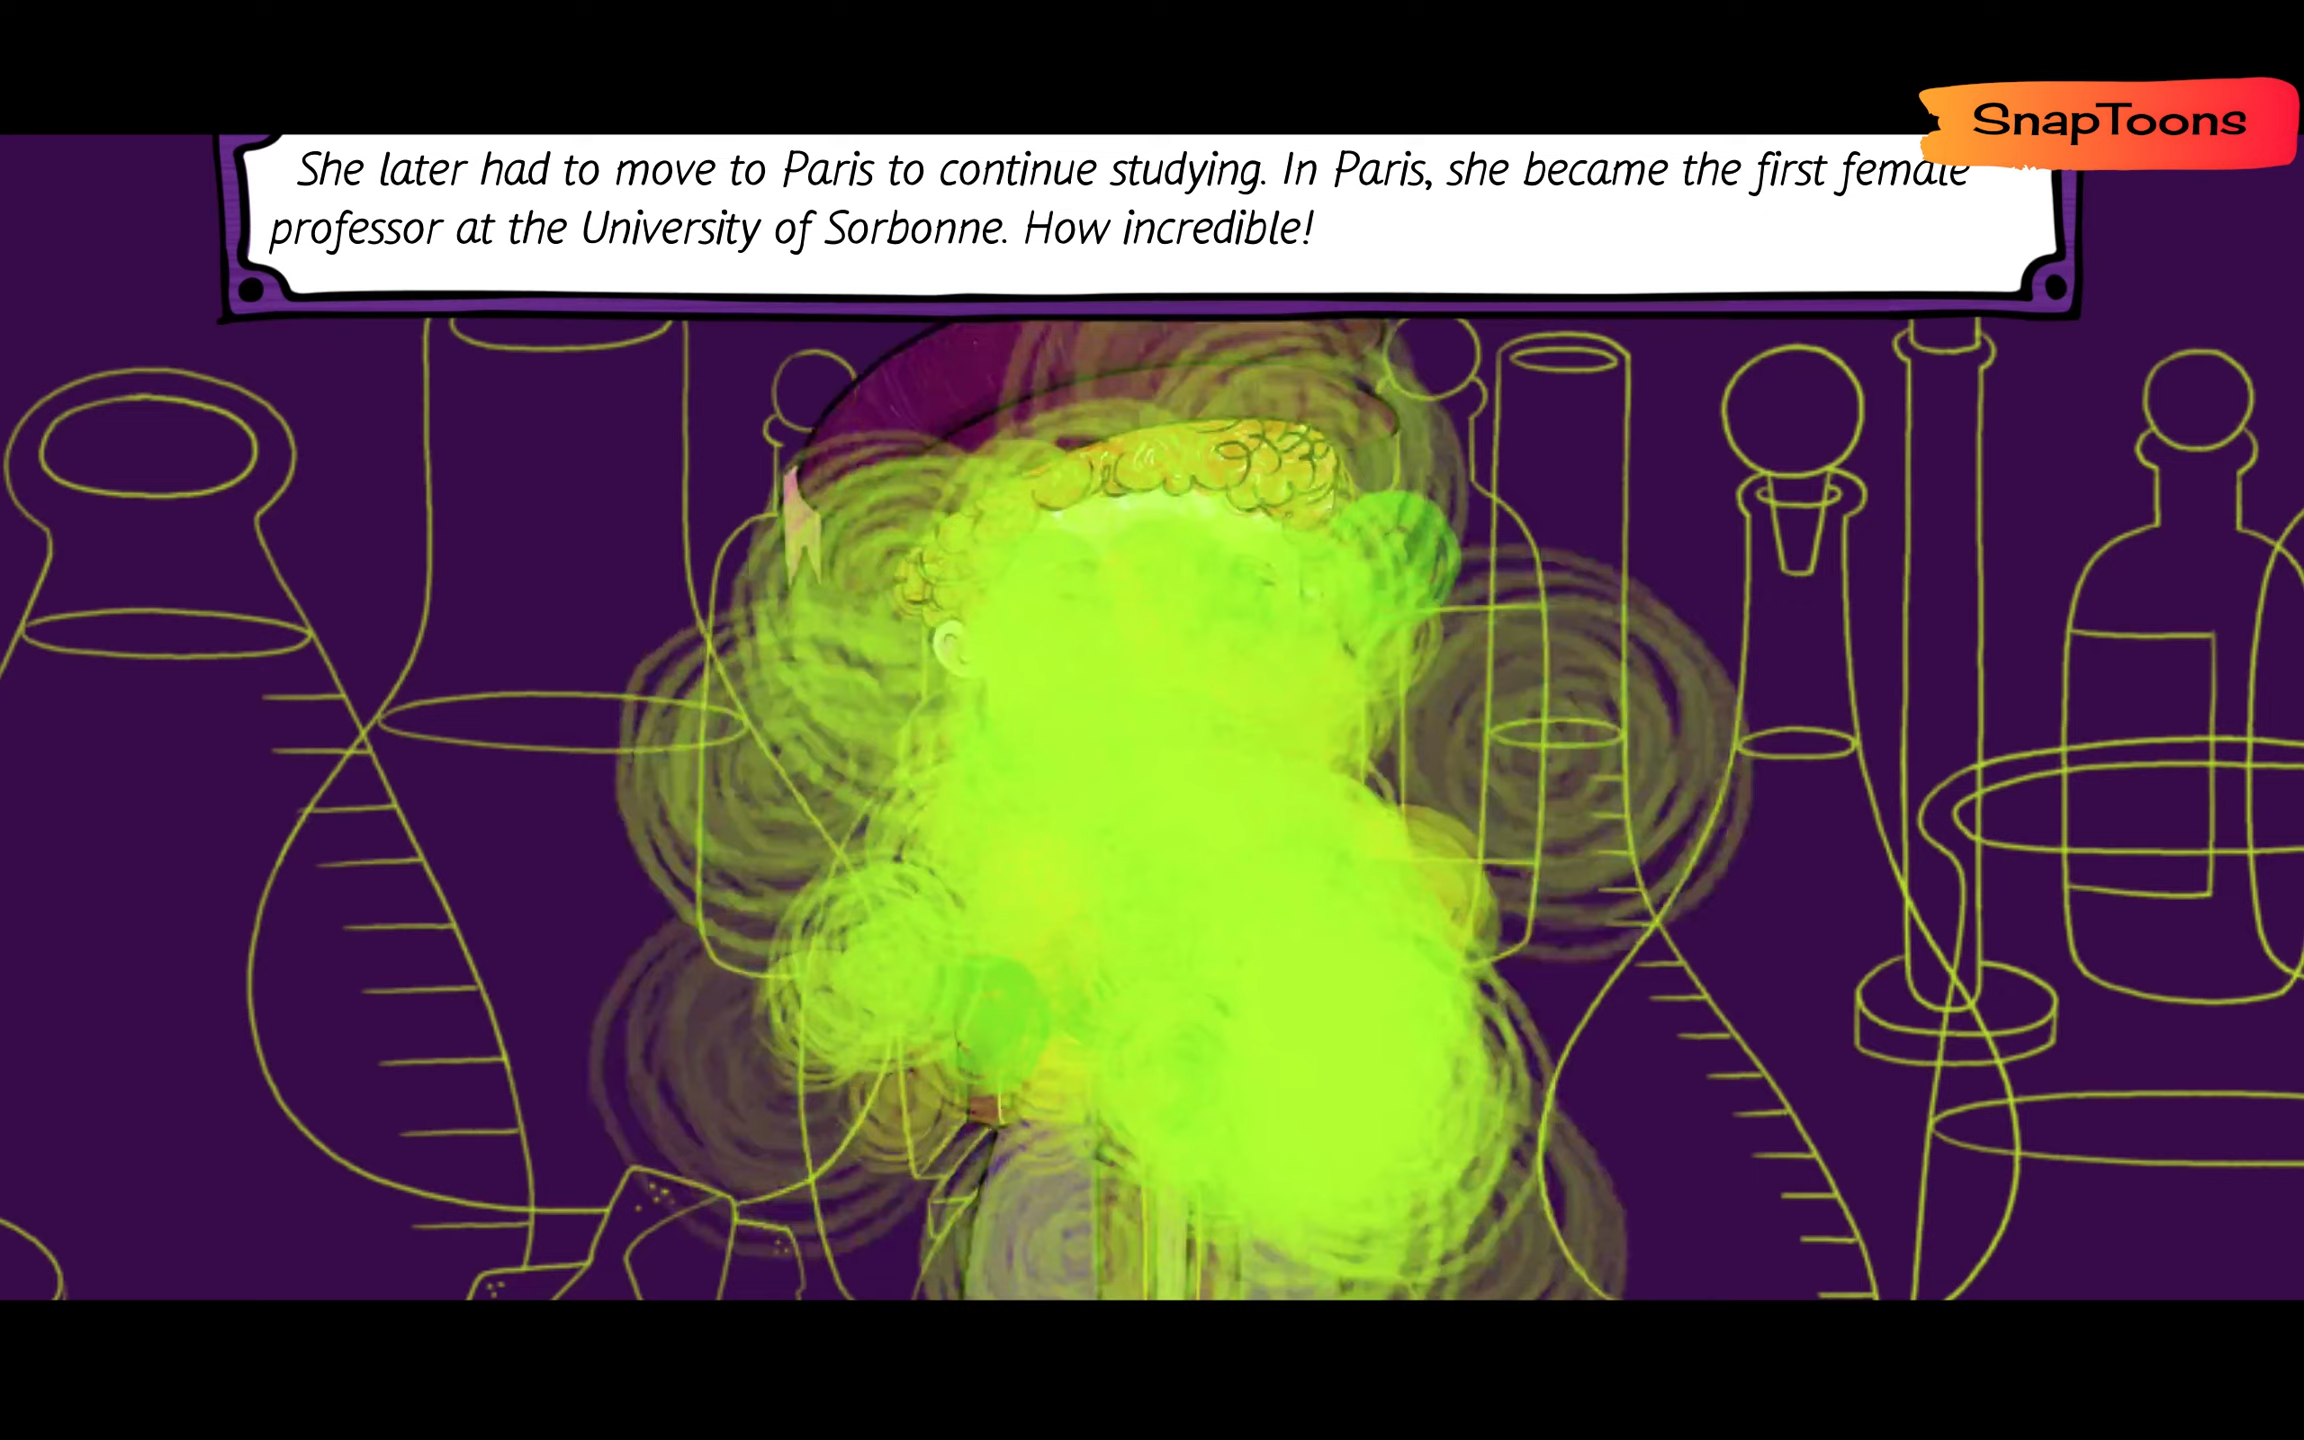 SnapToons
She later had to move to Paris to continue studying. In Paris, she became the first female
professor at the University of Sorbonne. How incredible!